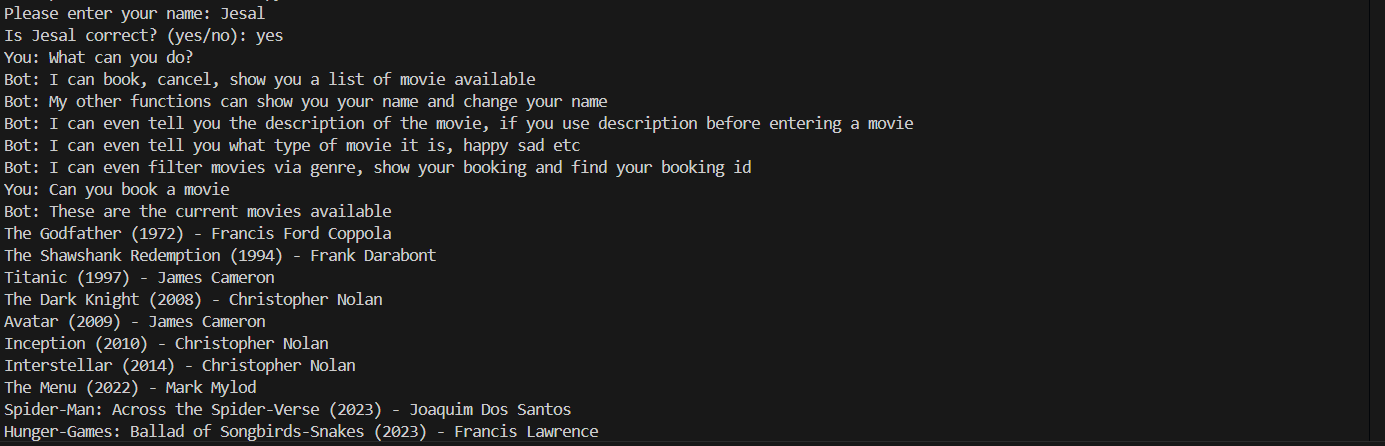 Please enter your name: Jesal
Is Jesal correct? (yes/no): yes
You: What can you do?
Bot: I can book, cancel, show you a list of movie available
Bot: My other functions can show you your name and change your name
Bot: I can even tell you the description of the movie, if you use description before entering a movie
Bot: I can even tell you what type of movie it is, happy sad etc
Bot: I can even filter movies via genre, show your booking and find your booking id
You: Can you book a movie
Bot: These are the current movies available
The Godfather (1972) - Francis Ford Coppola
The Shawshank Redemption (1994) - Frank Darabont
Titanic (1997) - James Cameron
The Dark Knight (2008) - Christopher Nolan
Avatar (2009) - James Cameron
Inception (2010) - Christopher Nolan
Interstellar (2014) - Christopher Nolan
The Menu (2022) - Mark Mylod
Spider-Man: Across the Spider-Verse (2023) - Joaquim Dos Santos
Hunger-Games: Ballad of Songbirds-Snakes (2023) - Francis Lawrence